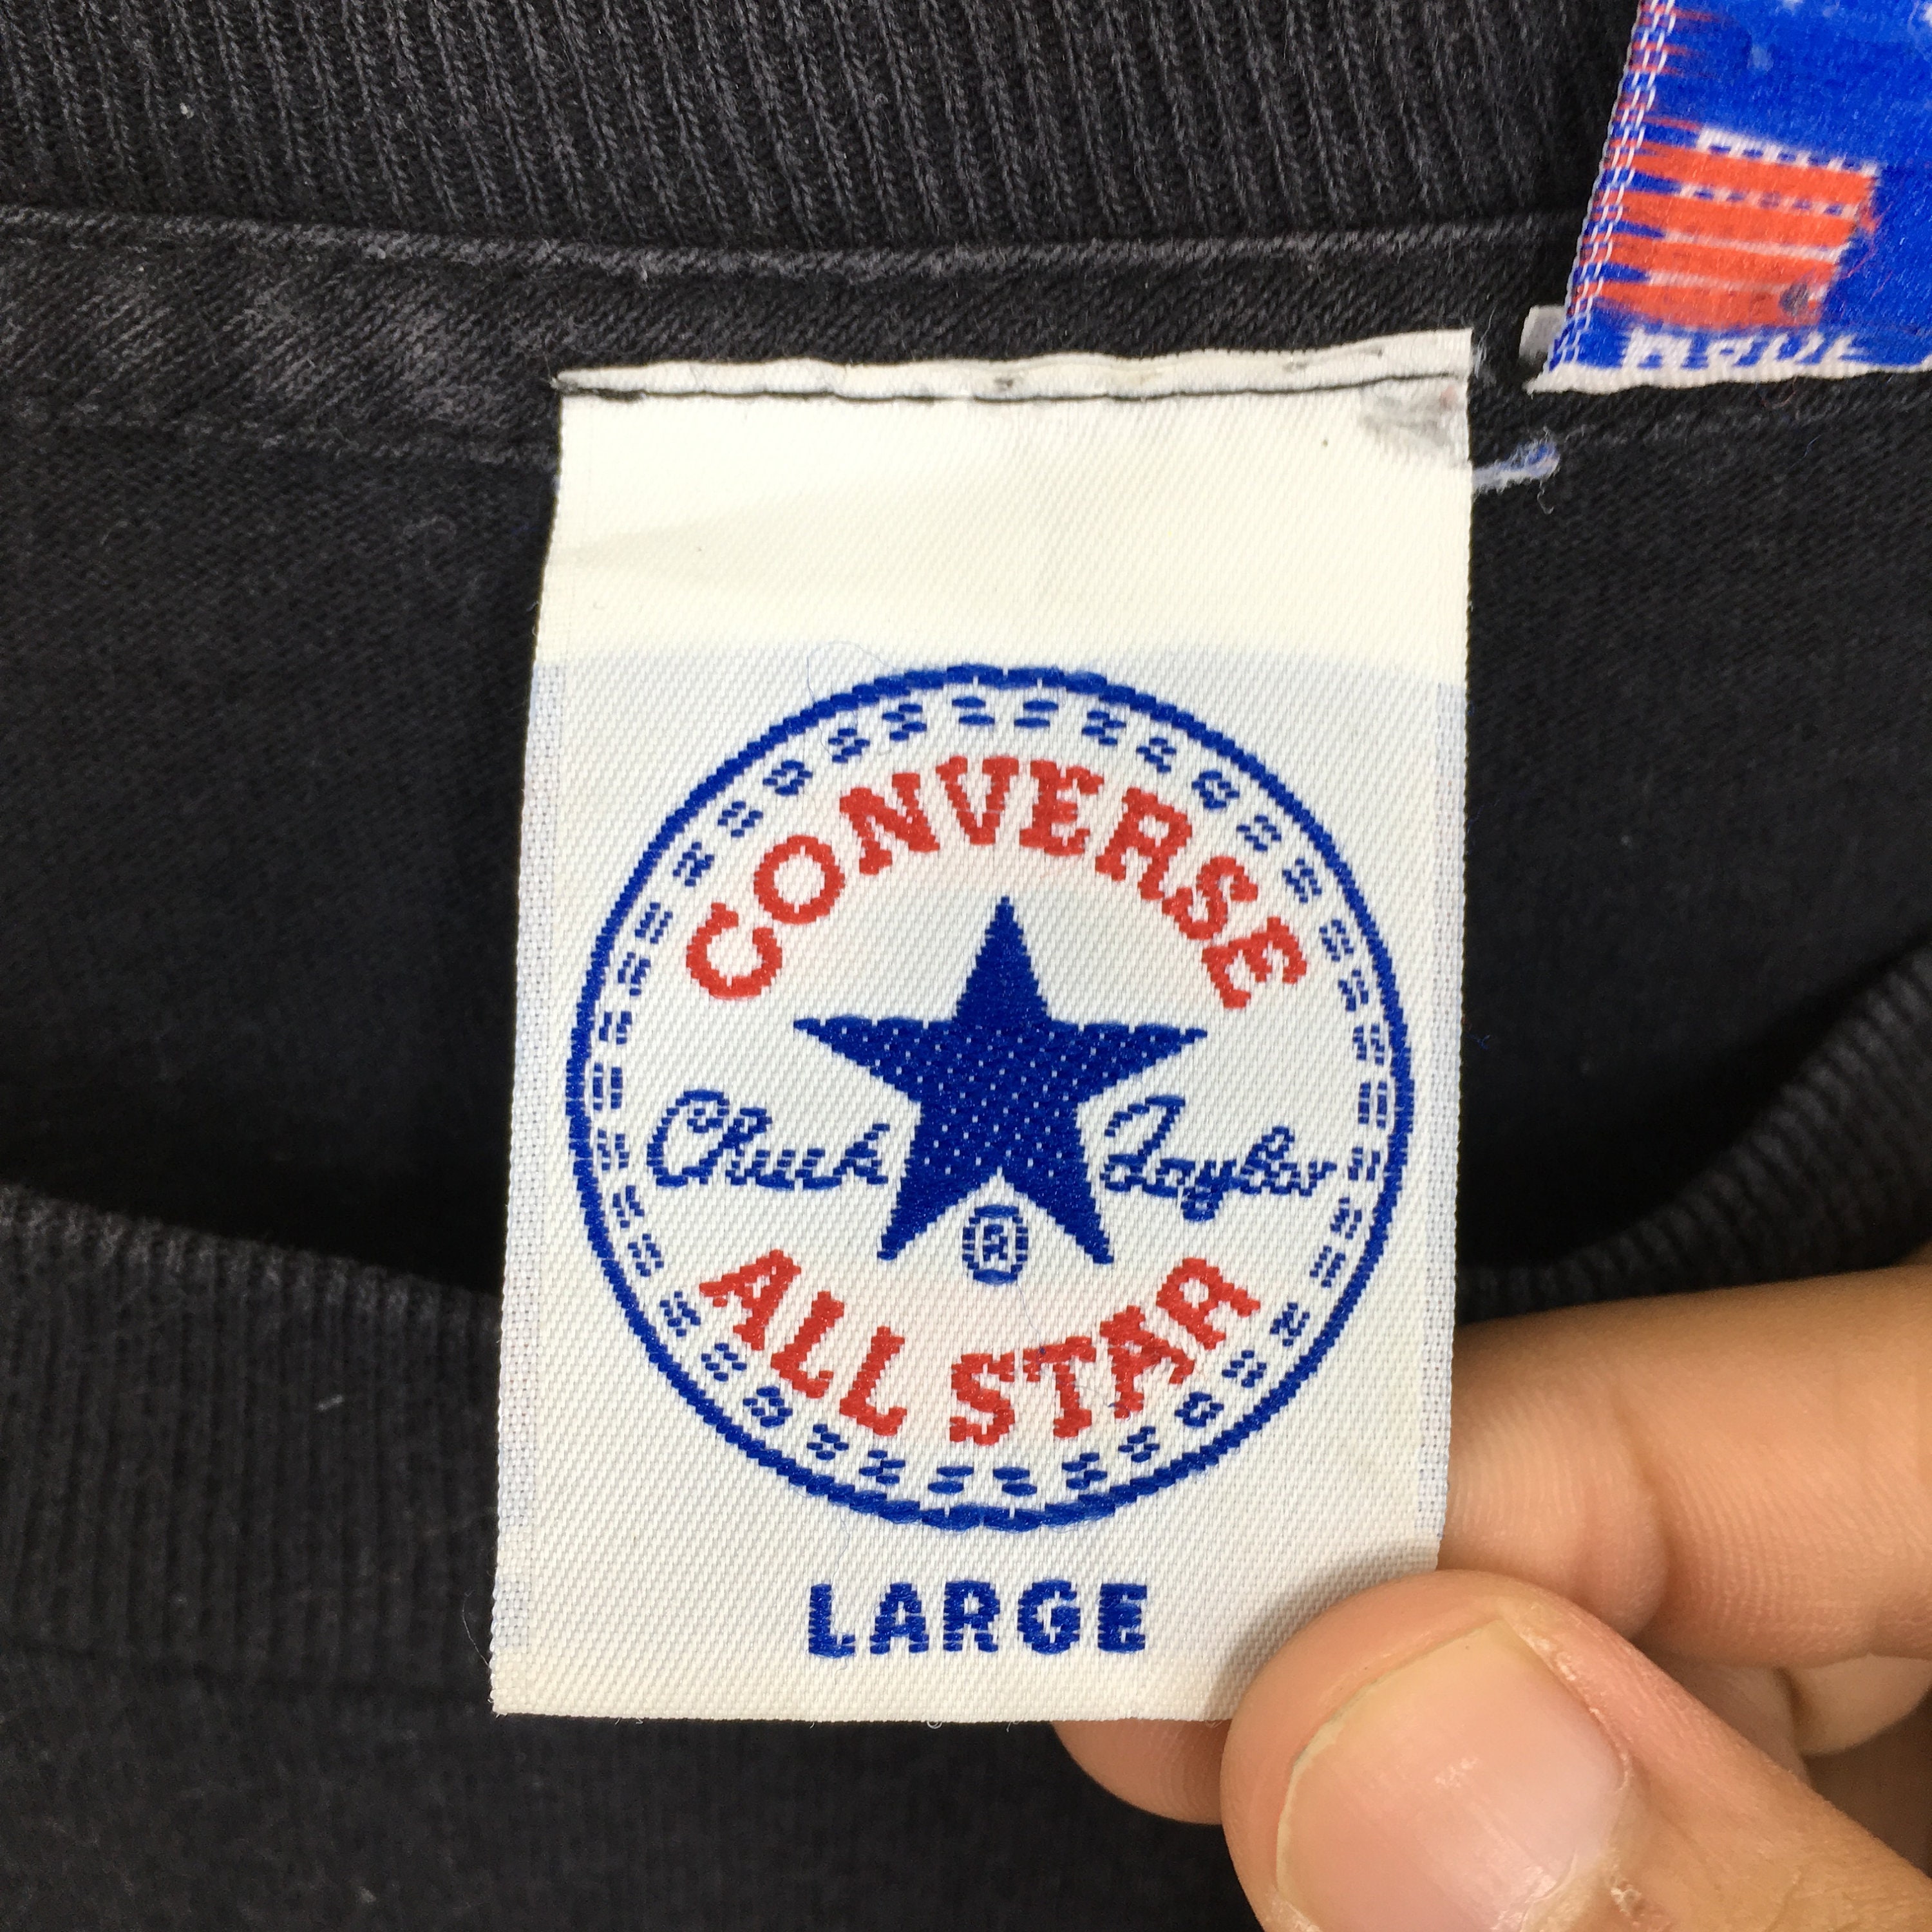 CONVERSE
Chuck Taylor
®
ALL STAR
LARGE